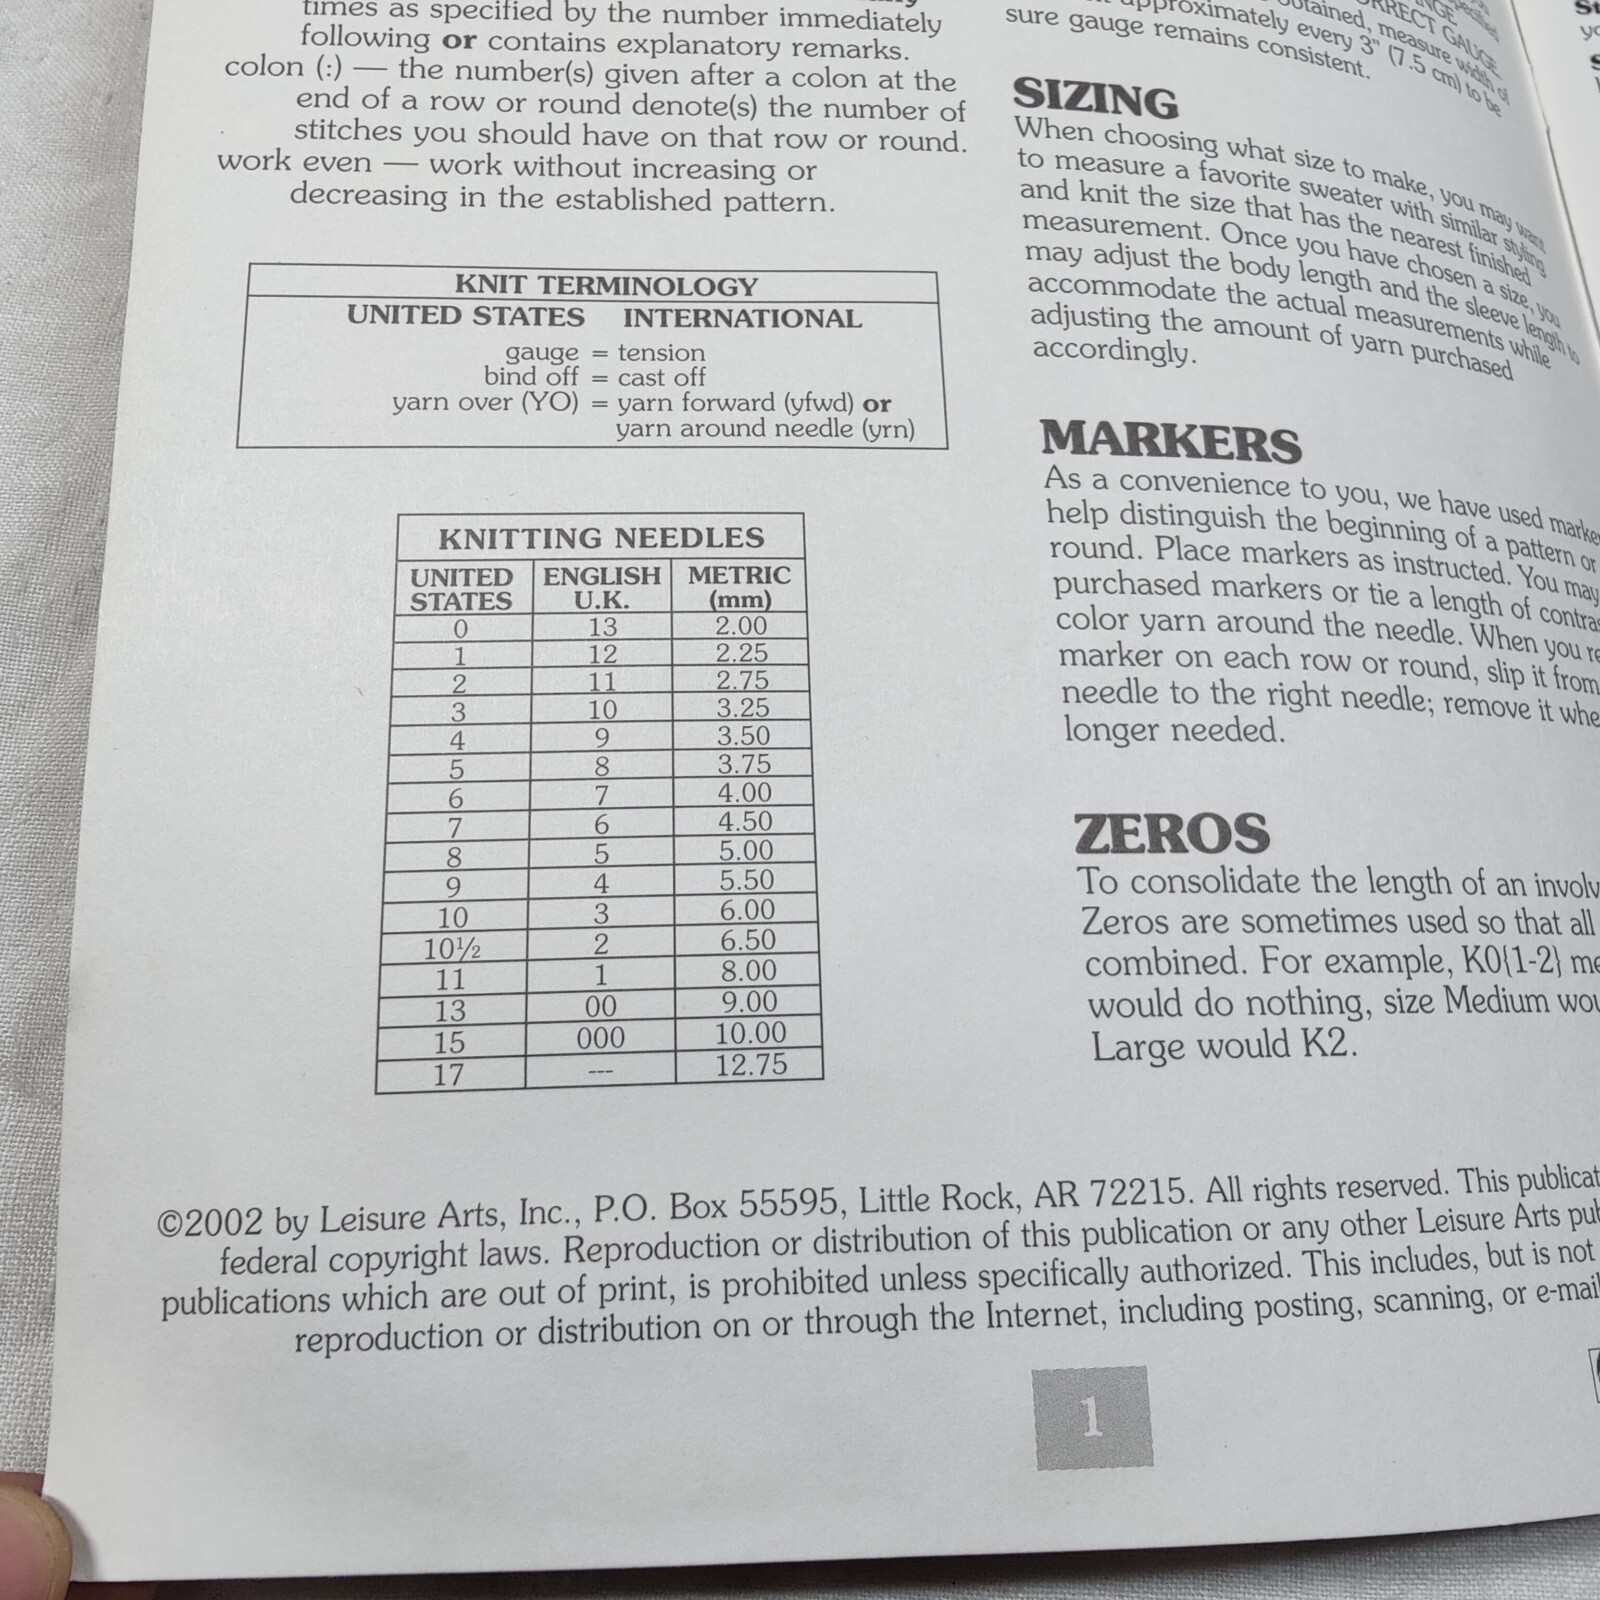 times as specified by the number immediately
following or contains explanatory remarks.
colon (:) — the number(s) given after a colon at the
end of a row or round denote(s) the number of
stitches you should have on that row or round.
work even — work without increasing or
decreasing in the established pattern.
KNIT TERMINOLOGY
UNITED STATES INTERNATIONAL
gauge = tension
bind off = cast off
yarn over (YO) = yarn forward (yfwd) or
yarn around needle (yrn)
KNITTING NEEDLES
UNITED STATES ENGLISH U.K. METRIC (mm)
0 13 2.00
1 12 2.25
2 11 2.75
3 10 3.25
4 9 3.50
5 8 3.75
6 7 4.00
7 6 4.50
8 5 5.00
9 4 5.50
10 3 6.00
10½ 2 6.50
11 1 8.00
13 00 9.00
15 000 10.00
17 --- 12.75
CORRECT GAUGE.
obtained, measure width of
approximately every 3" (7.5 cm) to be
sure gauge remains consistent.
SIZING
When choosing what size to make, you may want
to measure a favorite sweater with similar styling
and knit the size that has the nearest finished
measurement. Once you have chosen a size, you
may adjust the body length and the sleeve length to
accommodate the actual measurements while
adjusting the amount of yarn purchased
accordingly.
MARKERS
As a convenience to you, we have used
help distinguish the beginning of a pattern or
round. Place markers as instructed. You may
purchased markers or tie a length of
color yarn around the needle. When you
marker on each row or round, slip it from
needle to the right needle; remove it
longer needed.
ZEROS
To consolidate the length of an
Zeros are sometimes used so that all
combined. For example, K0{1-2}
would do nothing, size Medium
Large would K2.
©2002 by Leisure Arts, Inc., P.O. Box 55595, Little Rock, AR 72215. All rights reserved. This
federal copyright laws. Reproduction or distribution of this publication or any other Leisure Arts
publications which are out of print, is prohibited unless specifically authorized. This includes, but is not
reproduction or distribution on or through the Internet, including posting, scanning, or e-mail
1